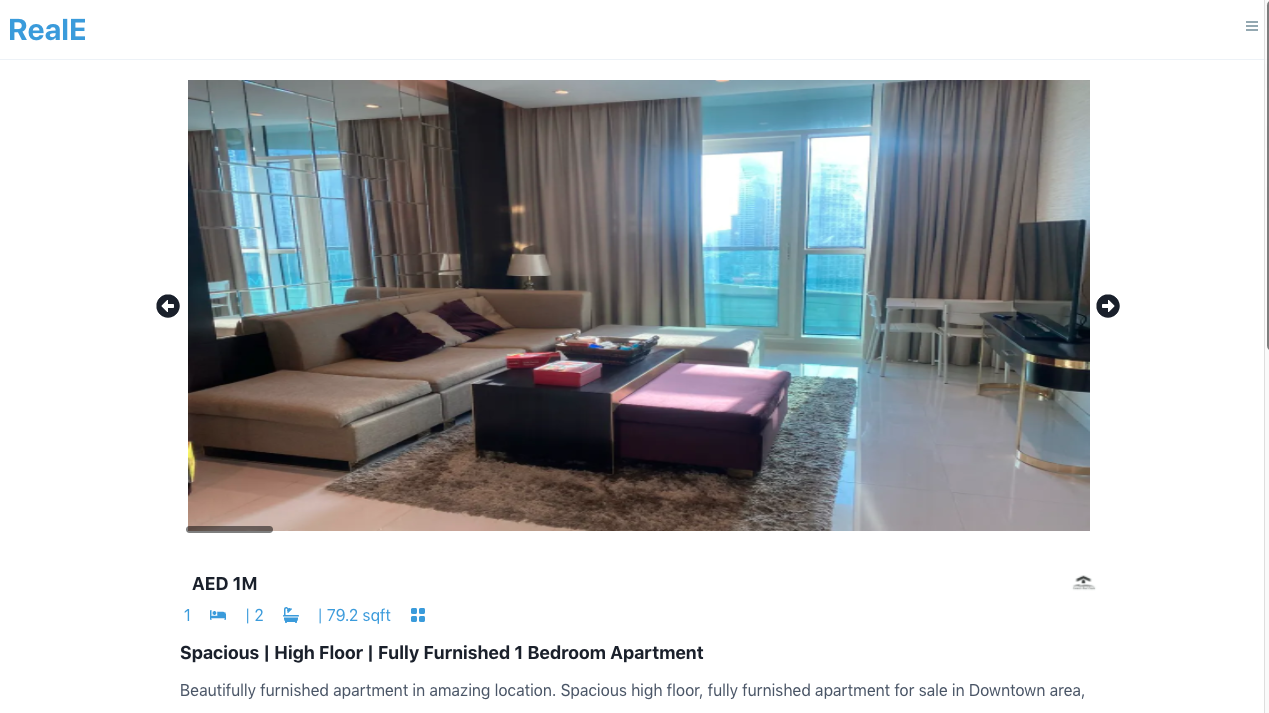 RealE
AED 1M
1 | 2 | 79.2 sqft
Spacious | High Floor | Fully Furnished 1 Bedroom Apartment
Beautifully furnished apartment in amazing location. Spacious high floor, fully furnished apartment for sale in Downtown area,